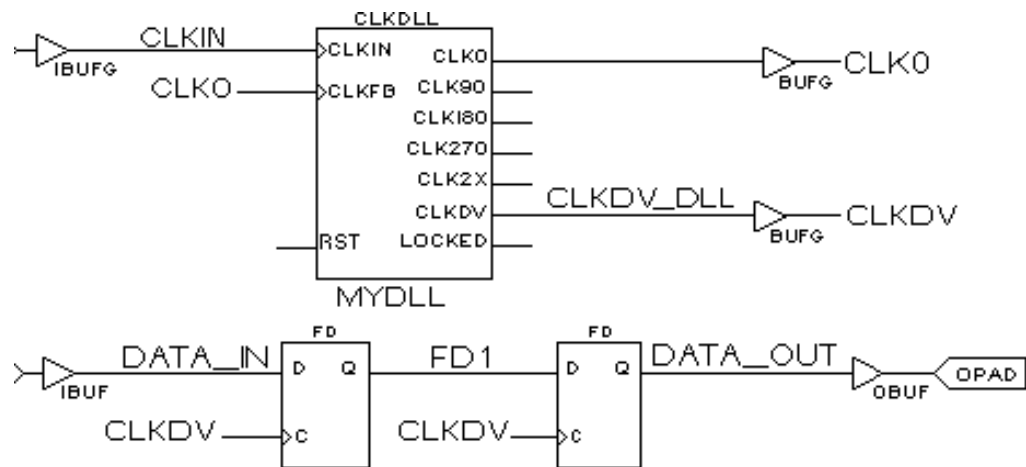 CLKDLL
CLKIN
IBUFG
CLKIN
CLK0
BUFG
CLK0
CLK0
CLKFB
CLK90
CLK180
CLK270
CLK2X
CLKDV
CLKDV_DLL
BUFG
CLKDV
RST
LOCKED
MYDLL
FD
FD
DATA_IN
IBUF
D
Q
FD1
D
Q
DATA_OUT
OBUF
OPAD
CLKDV
C
CLKDV
C